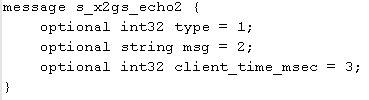 message s_x2gs_echo2 {
    optional int32 type = 1;
    optional string msg = 2;
    optional int32 client_time_msec = 3;
}